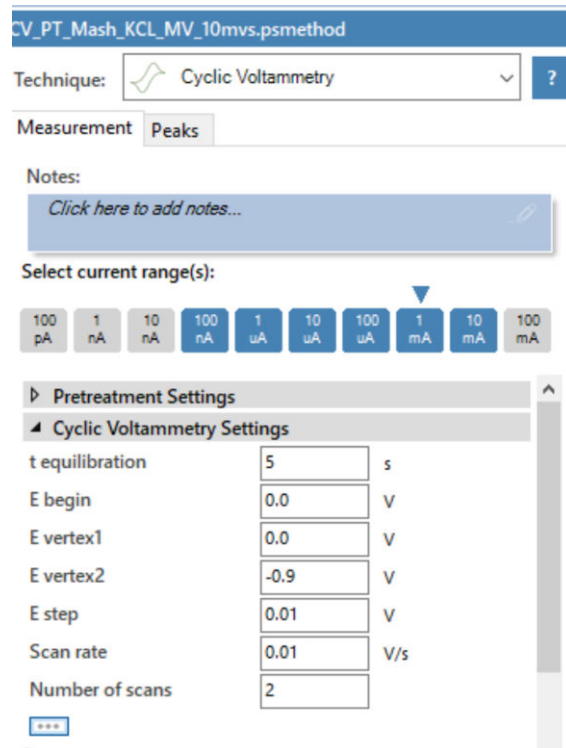 CV_PT_Mash_KCL_MV_10mvs.psmethod
Technique: Cyclic Voltammetry ?
Measurement Peaks
Notes:
Click here to add notes...
Select current range(s):
100 pA 1 nA 10 nA 100 nA 1 uA 10 uA 100 uA 1 mA 10 mA 100 mA
Pretreatment Settings
Cyclic Voltammetry Settings
t equilibration 5 s
E begin 0.0 V
E vertex1 0.0 V
E vertex2 -0.9 V
E step 0.01 V
Scan rate 0.01 V/s
Number of scans 2
...